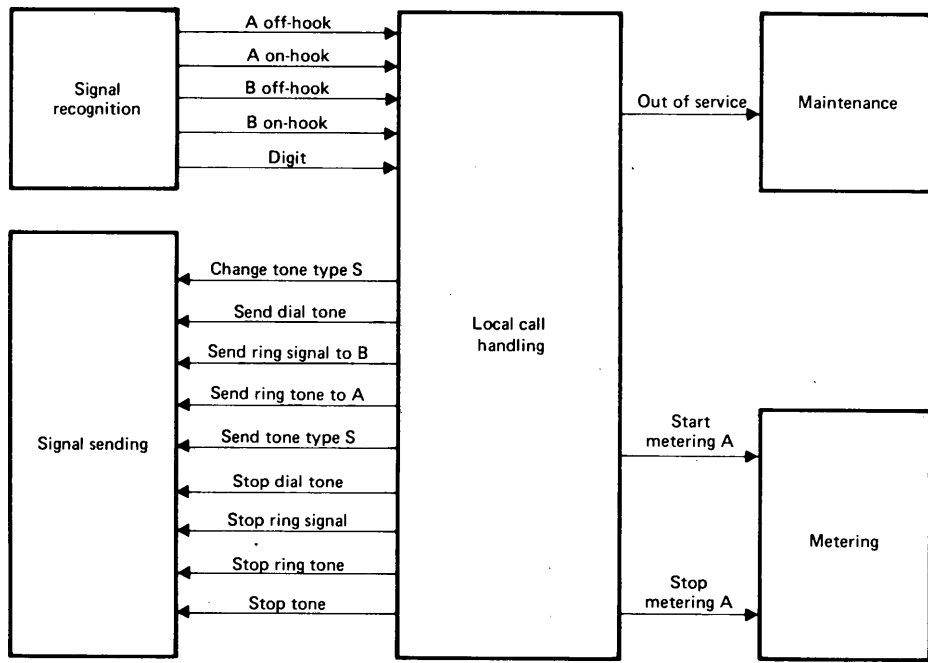 A off-hook
A on-hook
B off-hook
B on-hook
Digit
Signal
recognition
Out of service
Maintenance
Change tone type S
Send dial tone
Send ring signal to B
Send ring tone to A
Send tone type S
Stop dial tone
Stop ring signal
Stop ring tone
Stop tone
Signal sending
Local call
handling
Start
metering A
Stop
metering A
Metering